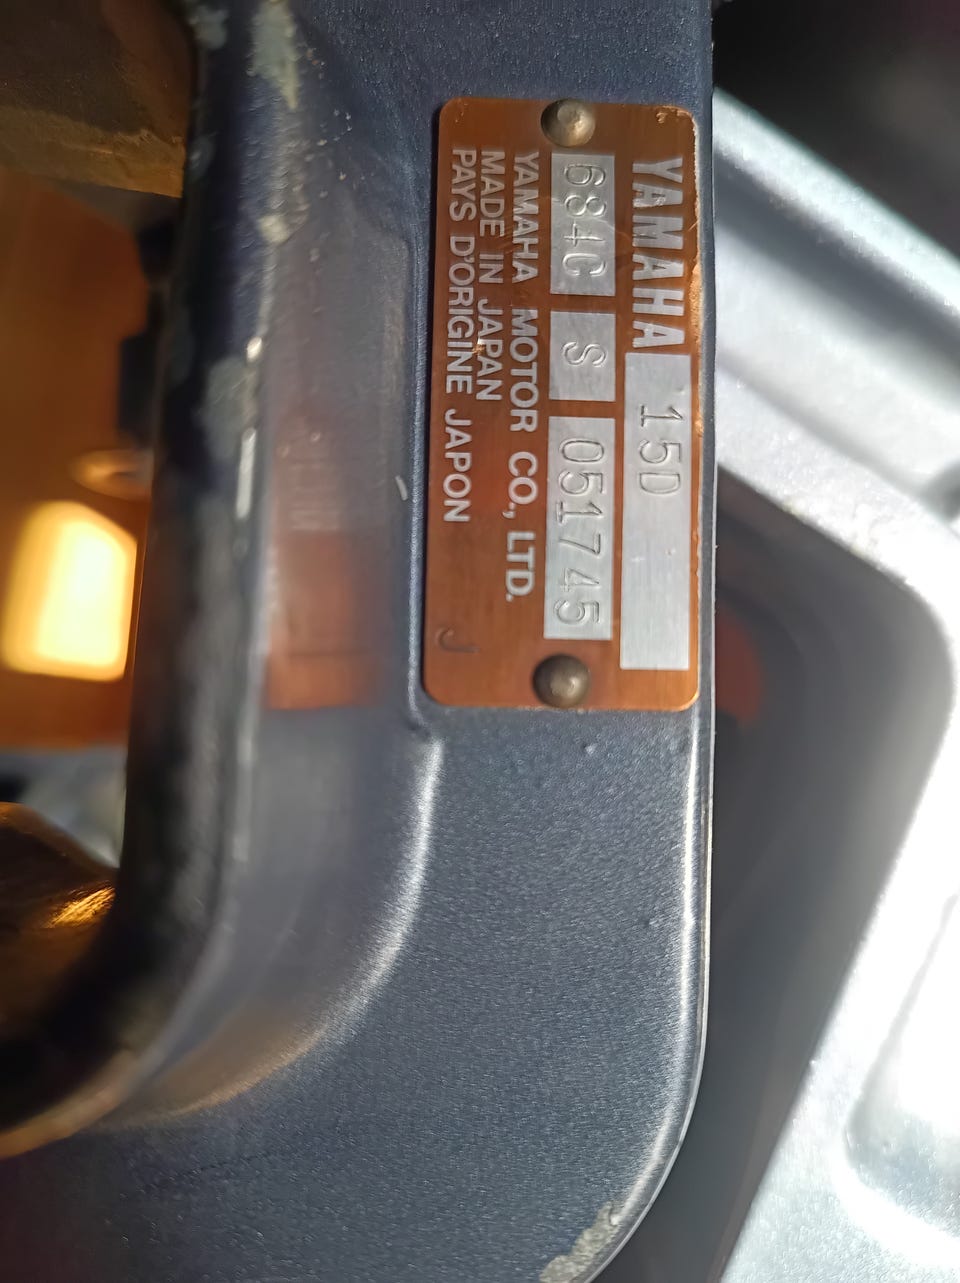 YAMAHA 15D
684C S 051745
YAMAHA MOTOR CO., LTD.
MADE IN JAPAN
PAYS D'ORIGINE JAPON
J